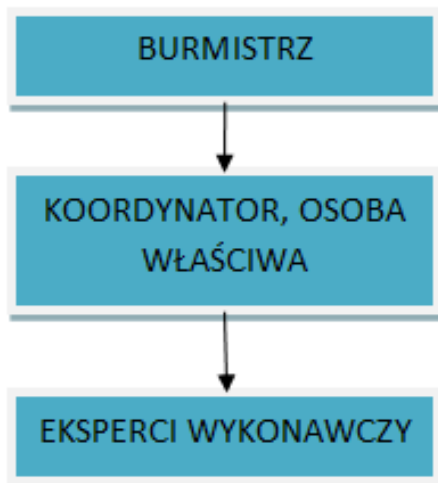 BURMISTRZ
KOORDYNATOR, OSOBA
WŁAŚCIWA
EKSPERCI WYKONAWCZY